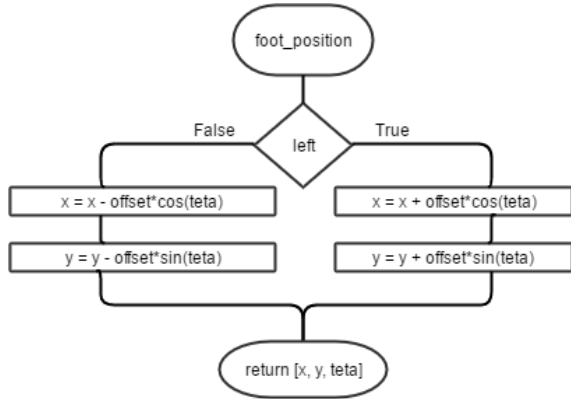 foot_position
False
left
True
x = x - offset*cos(teta)
x = x + offset*cos(teta)
y = y - offset*sin(teta)
y = y + offset*sin(teta)
return [x, y, teta]